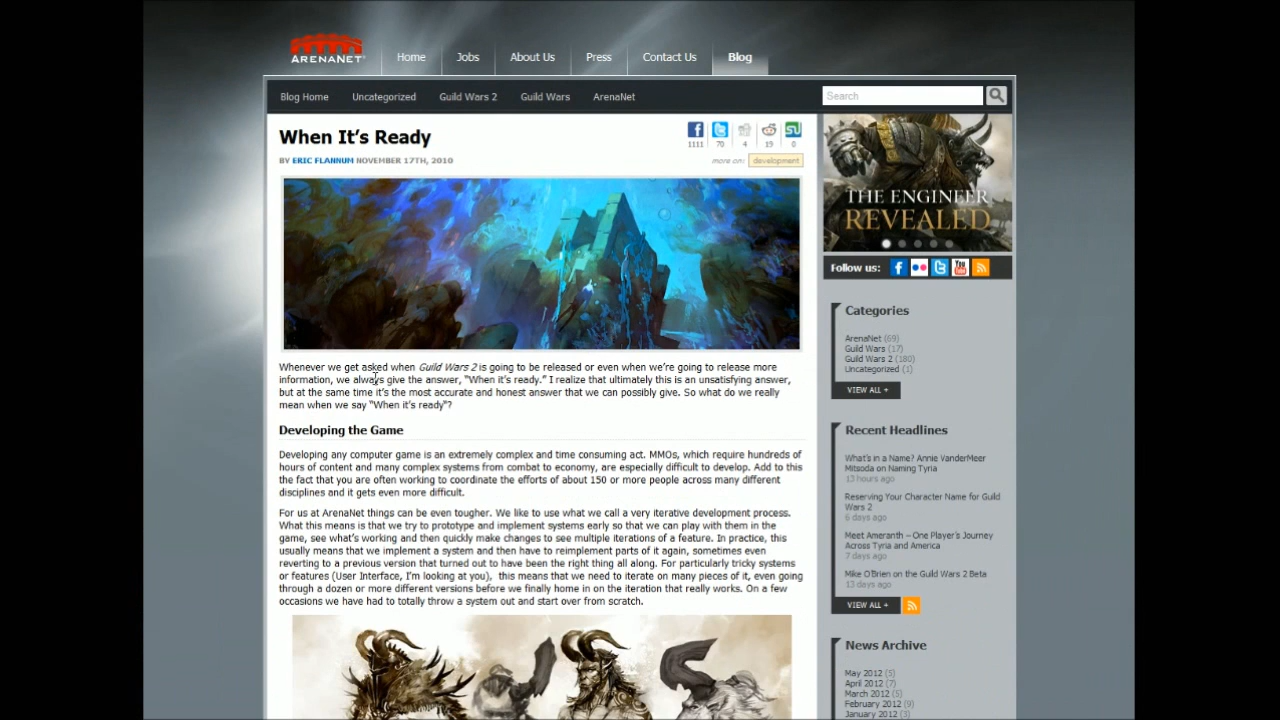 ARENANET
Home
Jobs
About Us
Press
Contact Us
Blog
Blog Home
Uncategorized
Guild Wars 2
Guild Wars
ArenaNet
Search
When It's Ready
1111
70
4
19
0
BY ERIC FLANNUM NOVEMBER 17TH, 2010
more on:
development
THE ENGINEER
REVEALED
Follow us:
You
Tube
Whenever we get asked when Guild Wars 2 is going to be released or even when we're going to release more
information, we always give the answer, "When it's ready." I realize that ultimately this is an unsatisfying answer,
but at the same time it's the most accurate and honest answer that we can possibly give. So what do we really
mean when we say "When it's ready"?
Developing the Game
Developing any computer game is an extremely complex and time consuming act. MMOs, which require hundreds of
hours of content and many complex systems from combat to economy, are especially difficult to develop. Add to this
the fact that you are often working to coordinate the efforts of about 150 or more people across many different
disciplines and it gets even more difficult.
For us at ArenaNet things can be even tougher. We like to use what we call a very iterative development process.
What this means is that we try to prototype and implement systems early so that we can play with them in the
game, see what's working and then quickly make changes to see multiple iterations of a feature. In practice, this
usually means that we implement a system and then have to reimplement parts of it again, sometimes even
reverting to a previous version that turned out to have been the right thing all along. For particularly tricky systems
or features (User Interface, I'm looking at you),  this means that we need to iterate on many pieces of it, even going
through a dozen or more different versions before we finally home in on the iteration that really works. On a few
occasions we have had to totally throw a system out and start over from scratch.
Categories
ArenaNet (69)
Guild Wars (17)
Guild Wars 2 (180)
Uncategorized (1)
VIEW ALL +
Recent Headlines
What's in a Name? Annie VanderMeer
Mitsoda on Naming Tyria
13 hours ago
Reserving Your Character Name for Guild
Wars 2
6 days ago
Meet Ameranth – One Player's Journey
Across Tyria and America
7 days ago
Mike O'Brien on the Guild Wars 2 Beta
13 days ago
VIEW ALL +
News Archive
May 2012 (5)
April 2012 (7)
March 2012 (5)
February 2012 (9)
January 2012 (3)